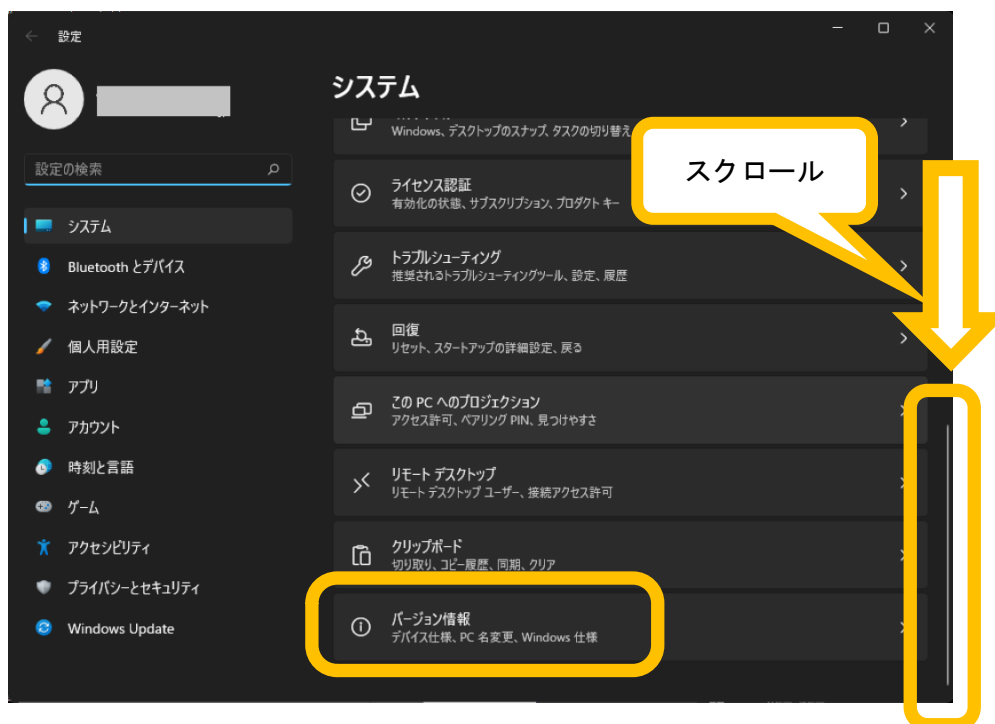 設定
システム
Windows、デスクトップのスナップ、タスクの切り替え
スクロール
設定の検索
ライセンス認証
有効化の状態、サブスクリプション、プロダクト キー
システム
Bluetooth とデバイス
トラブルシューティング
推奨されるトラブルシューティングツール、設定、履歴
ネットワークとインターネット
個人用設定
回復
リセット、スタートアップの詳細設定、戻る
アプリ
この PC へのプロジェクション
アクセス許可、ペアリング PIN、見つけやすさ
アカウント
時刻と言語
リモート デスクトップ
リモート デスクトップ ユーザー、接続アクセス許可
ゲーム
アクセシビリティ
クリップボード
切り取り、コピー履歴、同期、クリア
プライバシーとセキュリティ
Windows Update
バージョン情報
デバイス仕様、PC 名変更、Windows 仕様